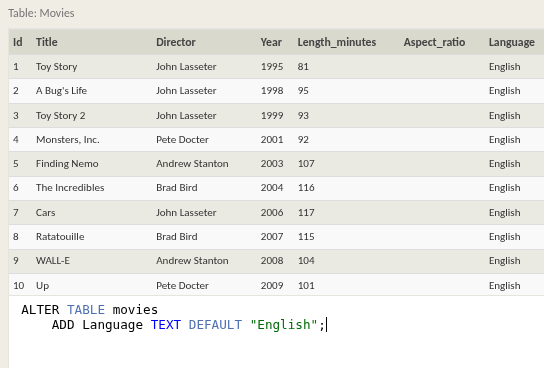 Table: Movies
Id Title Director Year Length_minutes Aspect_ratio Language
1 Toy Story John Lasseter 1995 81 English
2 A Bug's Life John Lasseter 1998 95 English
3 Toy Story 2 John Lasseter 1999 93 English
4 Monsters, Inc. Pete Docter 2001 92 English
5 Finding Nemo Andrew Stanton 2003 107 English
6 The Incredibles Brad Bird 2004 116 English
7 Cars John Lasseter 2006 117 English
8 Ratatouille Brad Bird 2007 115 English
9 WALL-E Andrew Stanton 2008 104 English
10 Up Pete Docter 2009 101 English
ALTER TABLE movies
ADD Language TEXT DEFAULT "English";